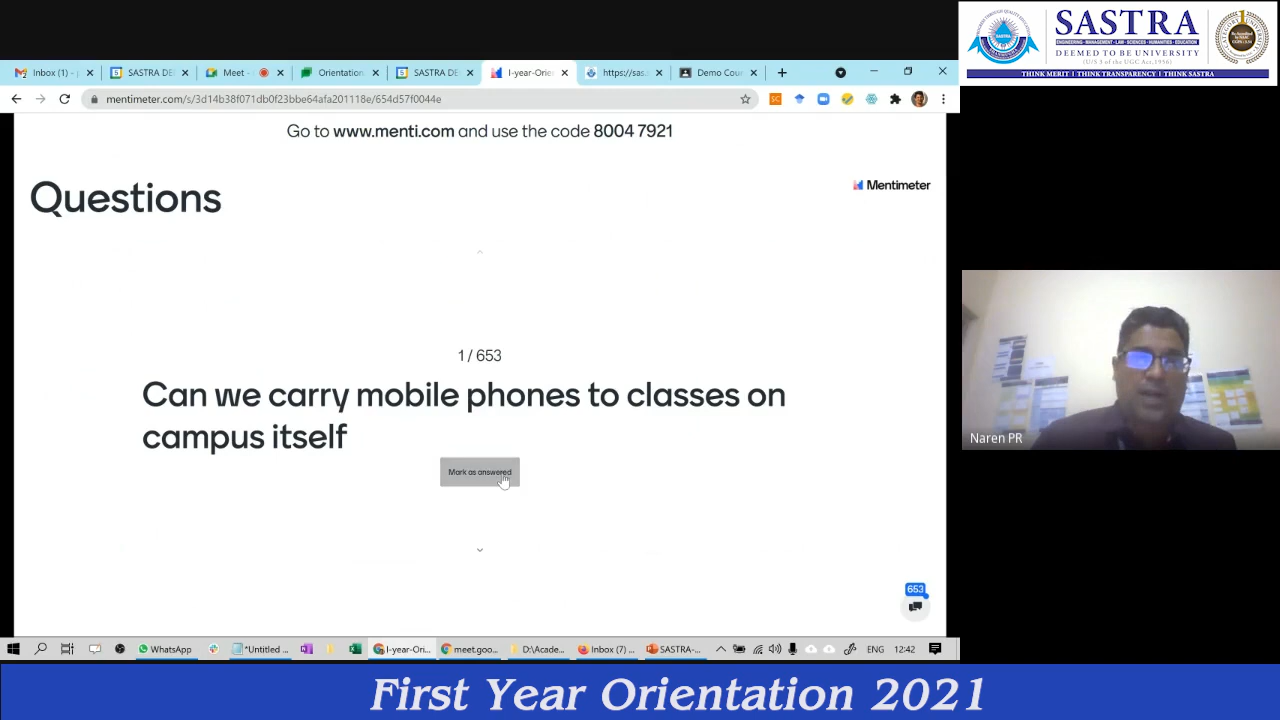 Inbox (1) - p
SASTRA DE
Meet -
Orientation
SASTRA DE
I-year-Orie
https://sas
Demo Cour
mentimeter.com/s/3d14b38f071db0f23bbe64afa201118e/654d57f0044e
Go to www.menti.com and use the code 8004 7921
Questions
Mentimeter
1 / 653
Can we carry mobile phones to classes on
campus itself
Mark as answered
653
WhatsApp
*Untitled ...
I-year-Ori...
meet.goo...
D:\Acade...
Inbox (7) ...
SASTRA-...
ENG
12:42
SASTRA
ENGINEERING · MANAGEMENT · LAW · SCIENCES · HUMANITIES · EDUCATION
DEEMED TO BE UNIVERSITY
(U/S 3 of the UGC Act, 1956)
THINK MERIT | THINK TRANSPARENCY | THINK SASTRA
Naren PR
First Year Orientation 2021